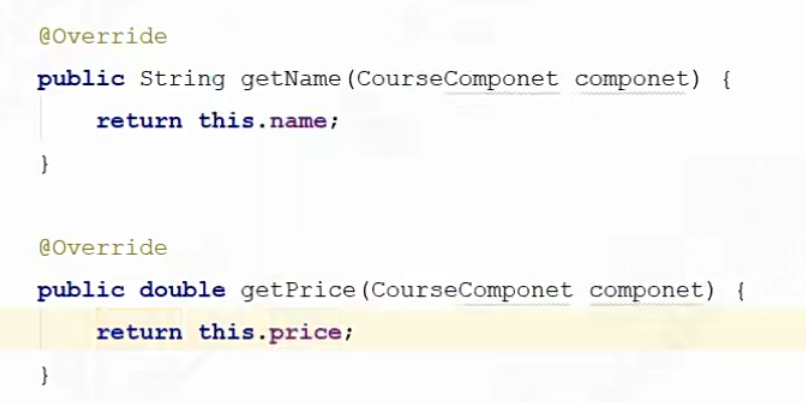 @Override
public String getName(CourseComponet componet) {
return this.name;
}
@Override
public double getPrice(CourseComponet componet) {
return this.price;
}